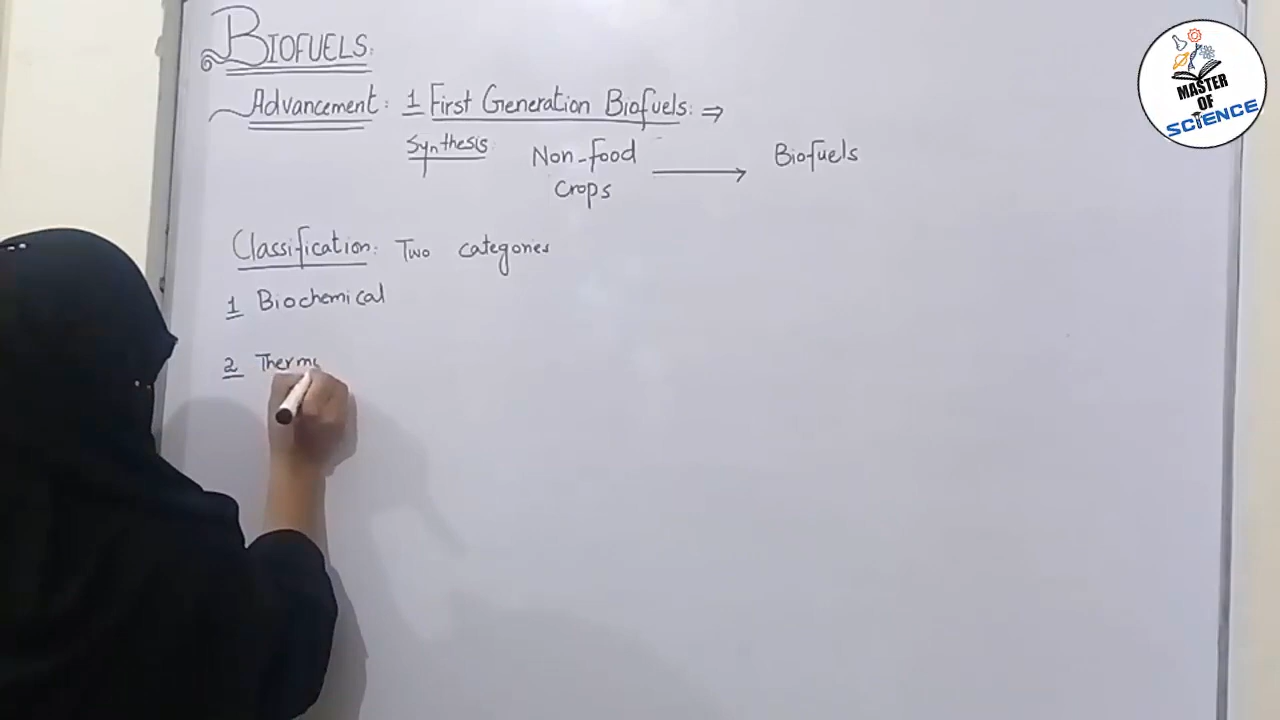 BIOFUELS:
Advancement: 1 First Generation Biofuels: ⇒
Synthesis: Non-food → Biofuels
Crops
Classification: Two categories
1 Biochemical
2 Thermo
MASTER
OF
SCIENCE